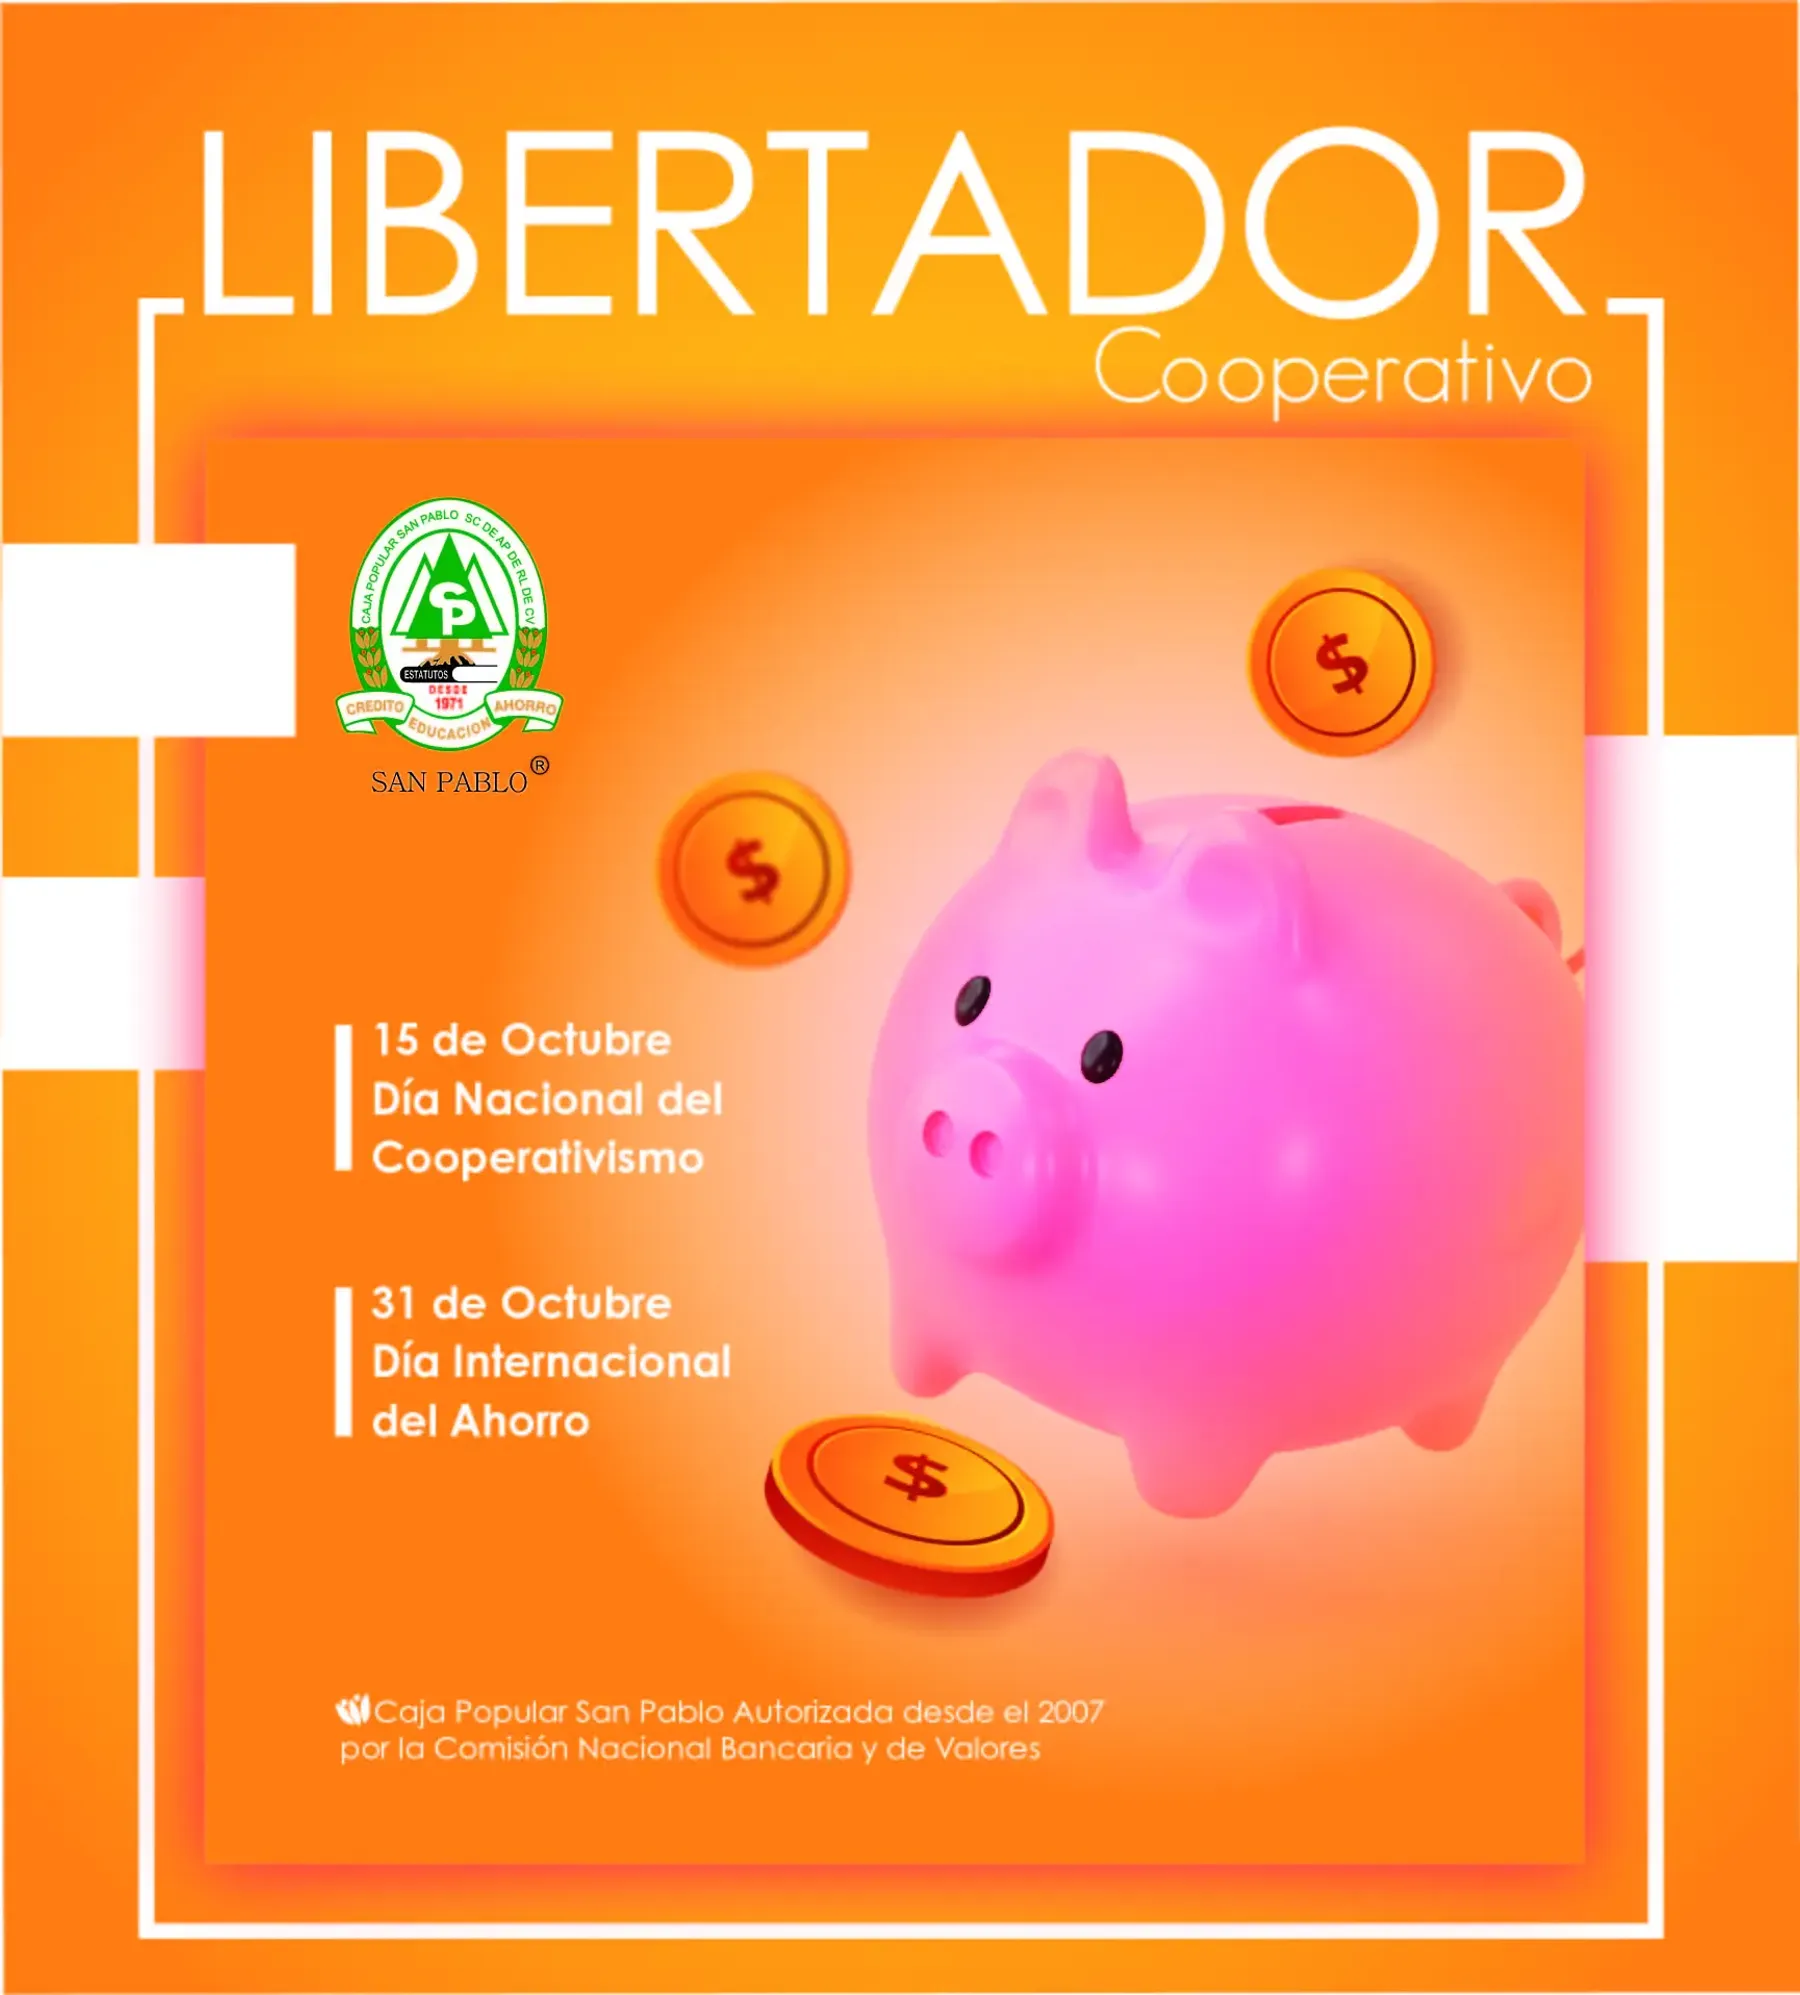 LIBERTADOR
Cooperativo
CAJA POPULAR SAN PABLO SC DE AP DE RL DE CV
CP
ESTATUTOS
DESDE
1971
CREDITO EDUCACION AHORRO
SAN PABLO®
$
$
15 de Octubre
Día Nacional del
Cooperativismo
31 de Octubre
Día Internacional
del Ahorro
$
Caja Popular San Pablo Autorizada desde el 2007
por la Comisión Nacional Bancaria y de Valores